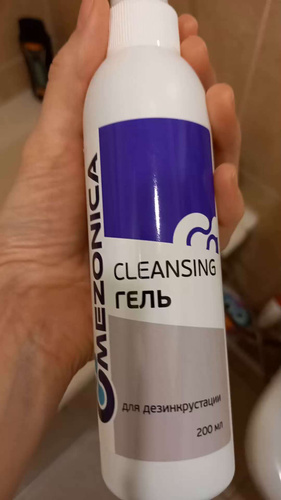 MEZONICA
CLEANSING
ГЕЛЬ
для дезинкрустации
200 мл